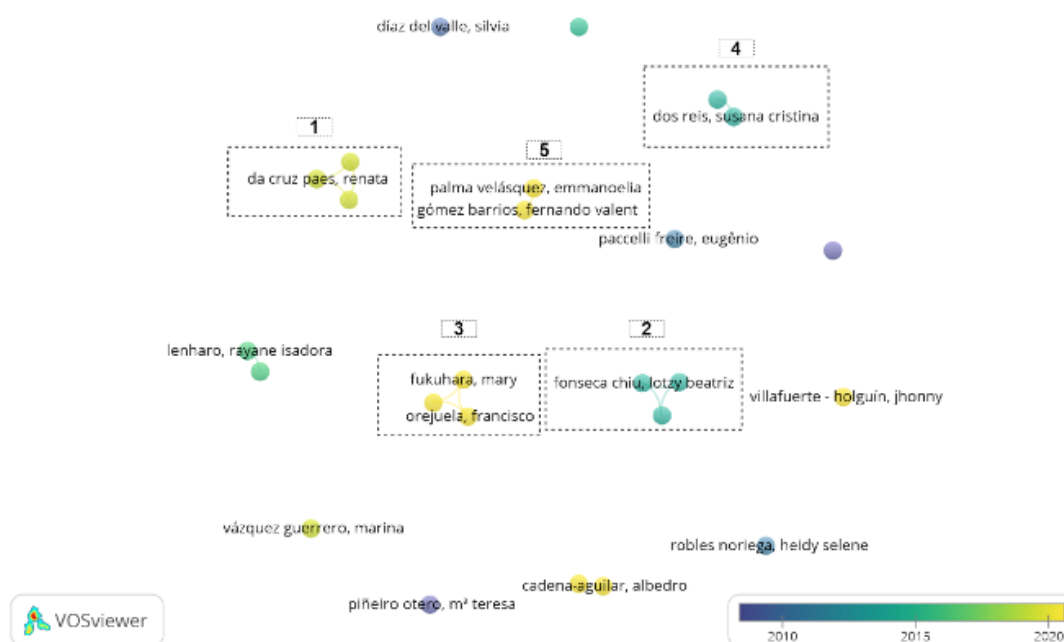 díaz del valle, silvia
4
dos reis, susana cristina
1
da cruz paes, renata
5
palma velásquez, emmanoelia
gómez barrios, fernando valent
paccelli freire, eugênio
3
2
lenharo, rayane isadora
fukuhara, mary
fonseca chiu, lotzy beatriz
orejuela, francisco
villafuerte - holguín, jhonny
vázquez guerrero, marina
robles noriega, heidy selene
cadena-aguilar, albedro
piñeiro otero, mª teresa
VOSviewer
2010
2015
2020